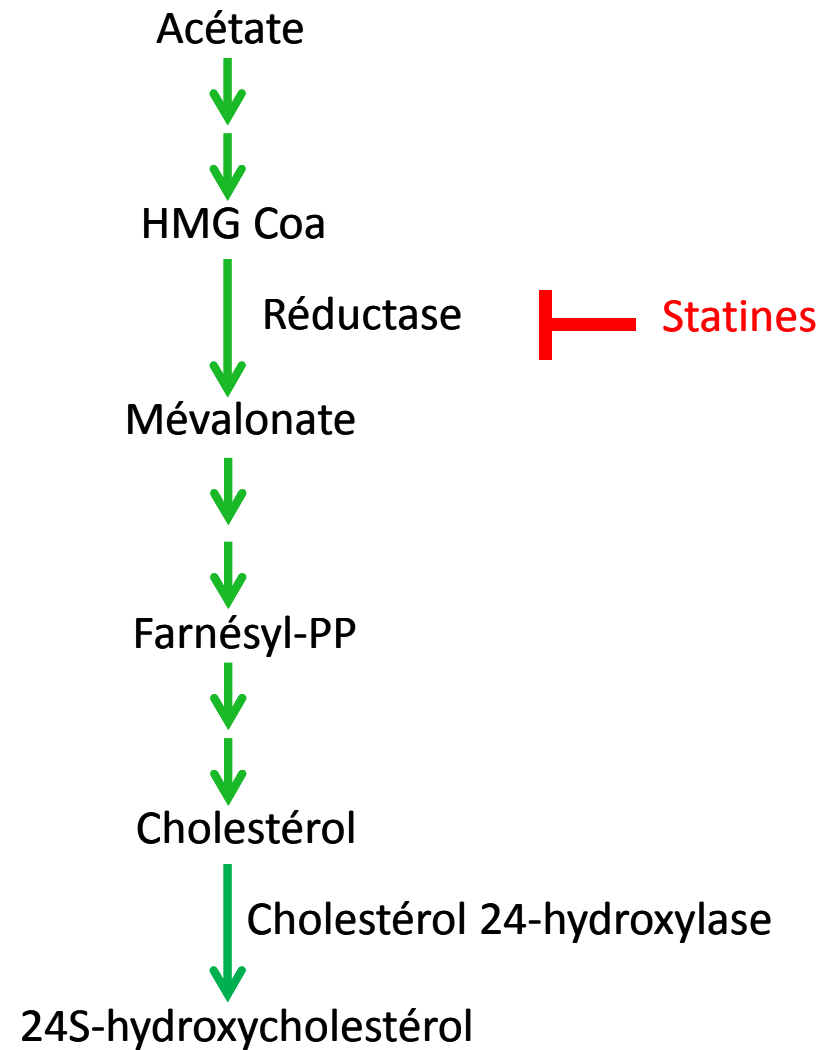 Acétate
HMG Coa
Réductase
Statines
Mévalonate
Farnésyl-PP
Cholestérol
Cholestérol 24-hydroxylase
24S-hydroxycholestérol